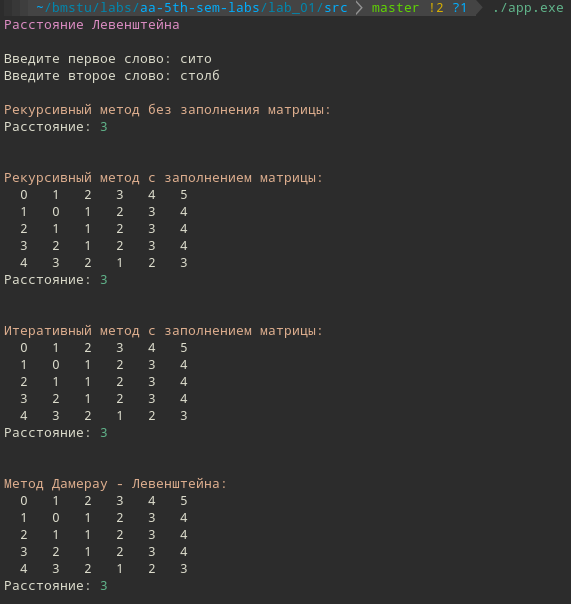 ~/bmstu/labs/aa-5th-sem-labs/lab_01/src master !2 ?1 ./app.exe
Расстояние Левенштейна
Введите первое слово: сито
Введите второе слово: столб
Рекурсивный метод без заполнения матрицы:
Расстояние: 3
Рекурсивный метод с заполнением матрицы:
0 1 2 3 4 5
1 0 1 2 3 4
2 1 1 2 3 4
3 2 1 2 3 4
4 3 2 1 2 3
Расстояние: 3
Итеративный метод с заполнением матрицы:
0 1 2 3 4 5
1 0 1 2 3 4
2 1 1 2 3 4
3 2 1 2 3 4
4 3 2 1 2 3
Расстояние: 3
Метод Дамерау - Левенштейна:
0 1 2 3 4 5
1 0 1 2 3 4
2 1 1 2 3 4
3 2 1 2 3 4
4 3 2 1 2 3
Расстояние: 3